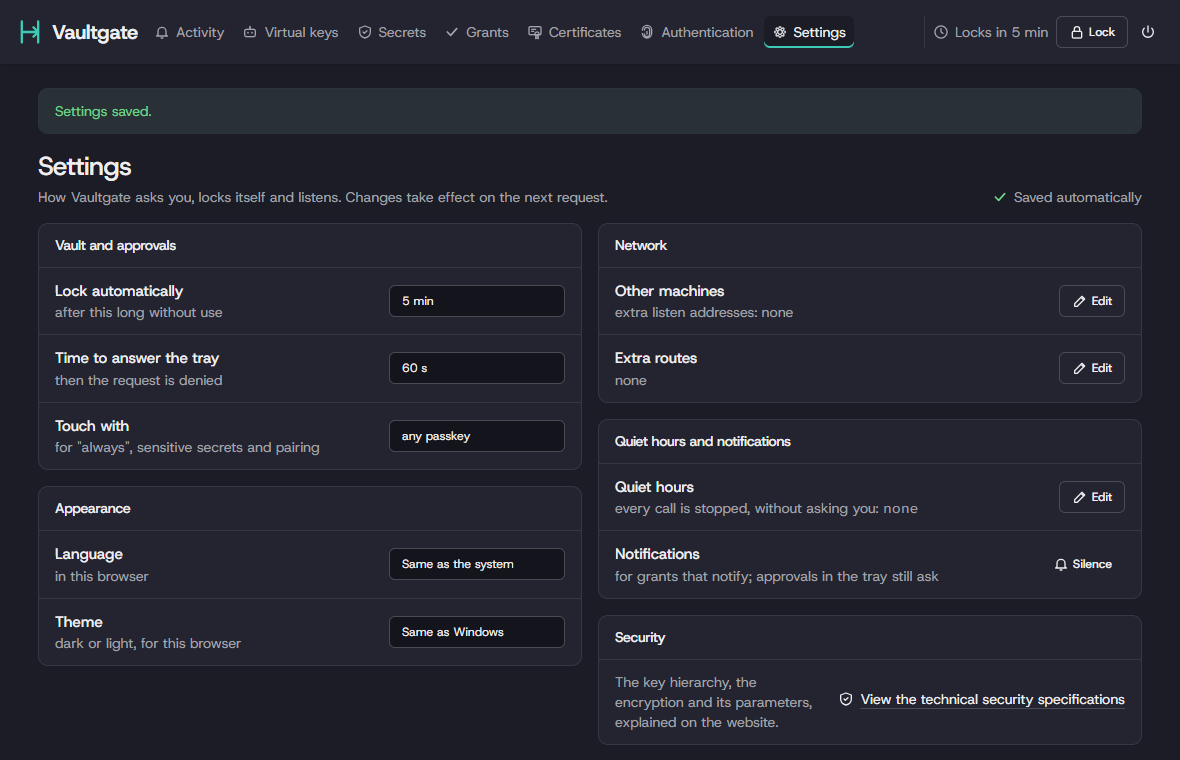 Vaultgate
Activity
Virtual keys
Secrets
Grants
Certificates
Authentication
Settings
Locks in 5 min
Lock
Settings saved.
Settings
How Vaultgate asks you, locks itself and listens. Changes take effect on the next request.
Saved automatically
Vault and approvals
Lock automatically
after this long without use
5 min
Time to answer the tray
then the request is denied
60 s
Touch with
for "always", sensitive secrets and pairing
any passkey
Appearance
Language
in this browser
Same as the system
Theme
dark or light, for this browser
Same as Windows
Network
Other machines
extra listen addresses: none
Edit
Extra routes
none
Edit
Quiet hours and notifications
Quiet hours
every call is stopped, without asking you: none
Edit
Notifications
for grants that notify; approvals in the tray still ask
Silence
Security
The key hierarchy, the
encryption and its parameters,
explained on the website.
View the technical security specifications